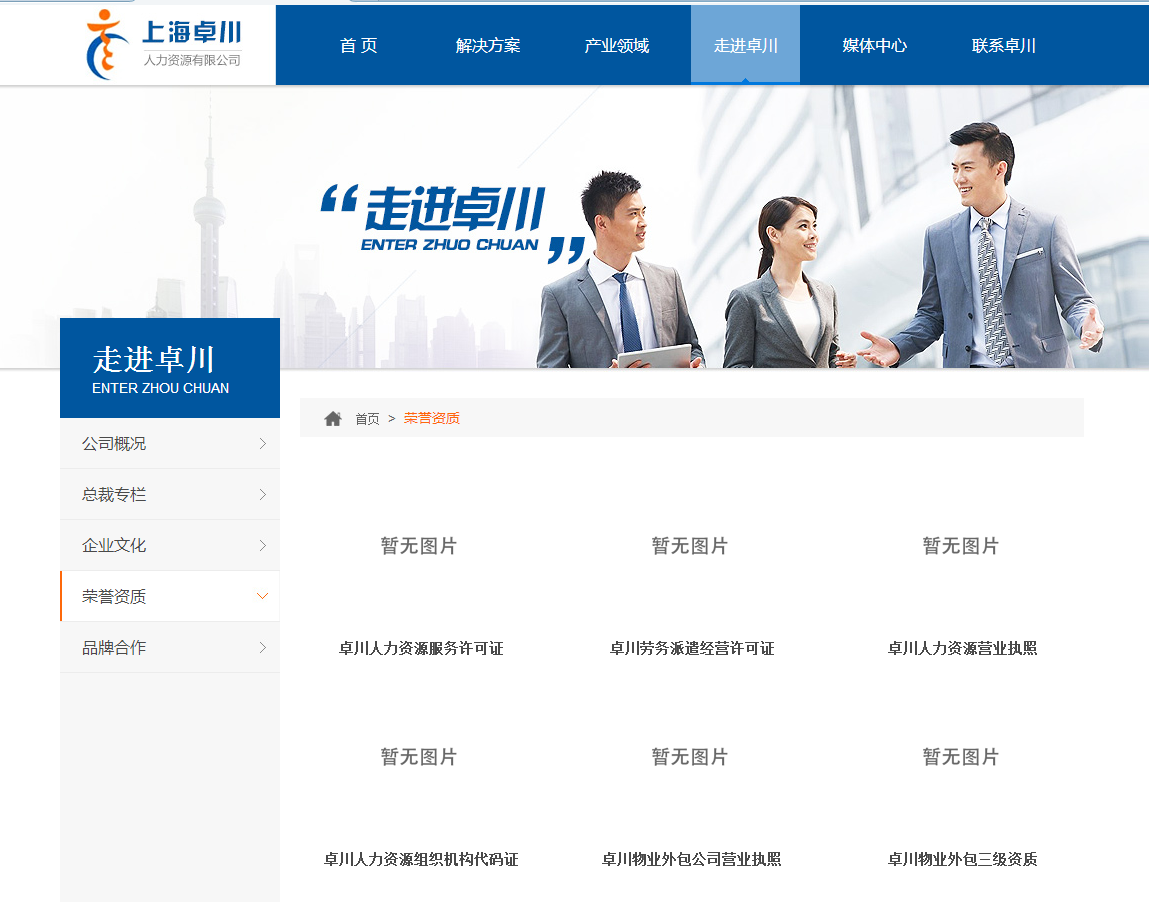 上海卓川
人力资源有限公司
首 页
解决方案
产业领域
走进卓川
媒体中心
联系卓川
“走进卓川
ENTER ZHUO CHUAN”
走进卓川
ENTER ZHOU CHUAN
公司概况
总裁专栏
企业文化
荣誉资质
品牌合作
首页 > 荣誉资质
暂无图片
暂无图片
暂无图片
卓川人力资源服务许可证
卓川劳务派遣经营许可证
卓川人力资源营业执照
暂无图片
暂无图片
暂无图片
卓川人力资源组织机构代码证
卓川物业外包公司营业执照
卓川物业外包三级资质